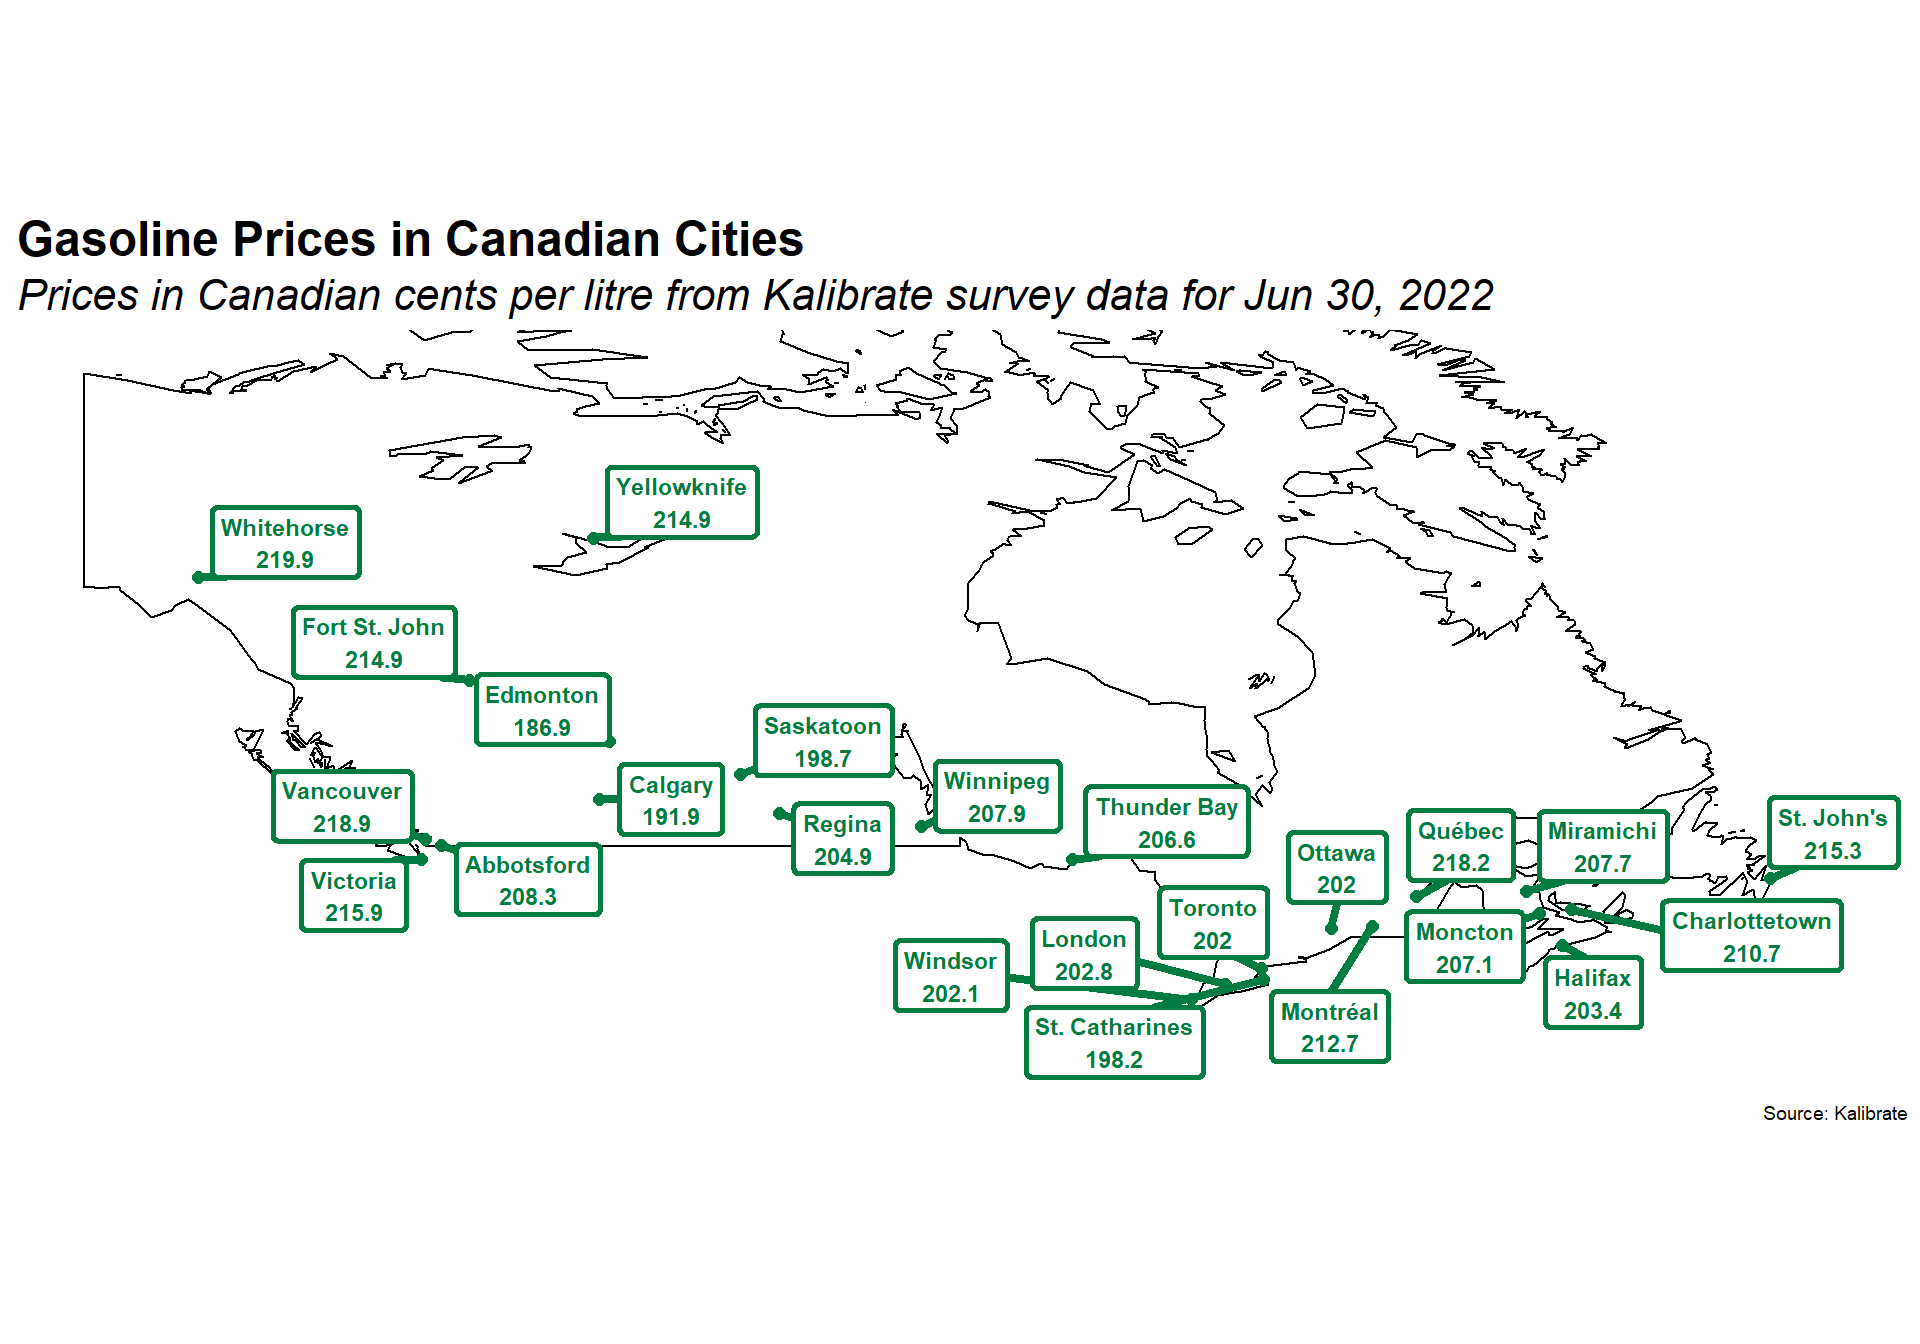 Gasoline Prices in Canadian Cities
Prices in Canadian cents per litre from Kalibrate survey data for Jun 30, 2022
Yellowknife
214.9
Whitehorse
219.9
Fort St. John
214.9
Edmonton
186.9
Saskatoon
198.7
Calgary
191.9
Winnipeg
207.9
Vancouver
218.9
Regina
204.9
Thunder Bay
206.6
Abbotsford
208.3
Victoria
215.9
Ottawa
202
Québec
218.2
Miramichi
207.7
St. John's
215.3
Toronto
202
London
202.8
Windsor
202.1
Moncton
207.1
Charlottetown
210.7
Halifax
203.4
St. Catharines
198.2
Montréal
212.7
Source: Kalibrate